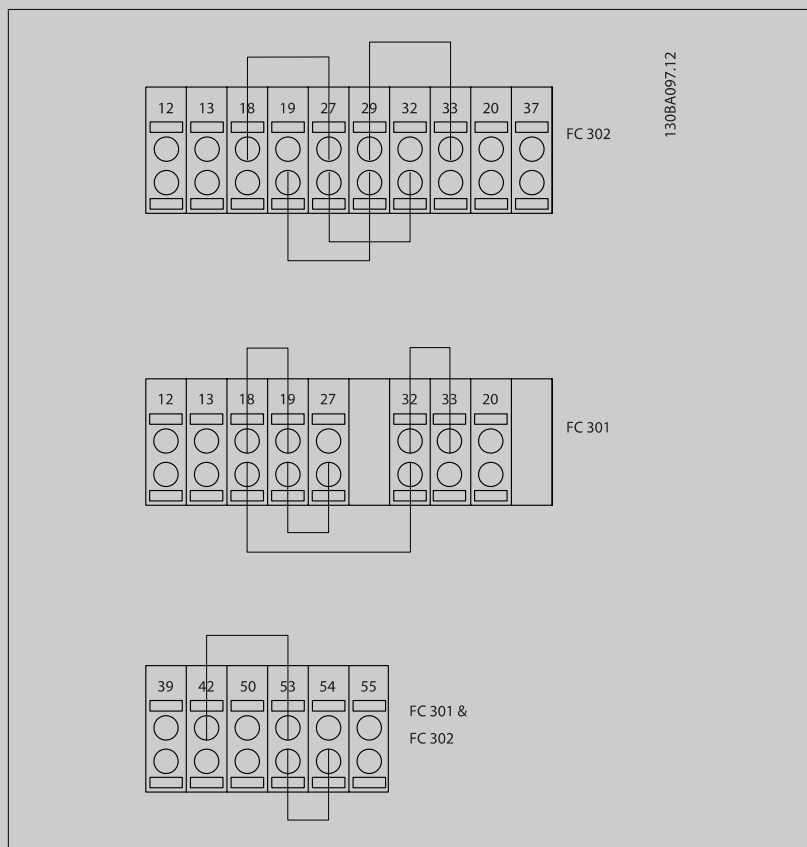 12 13 18 19 27 29 32 33 20 37
FC 302
130BA097.12
12 13 18 19 27 32 33 20
FC 301
39 42 50 53 54 55
FC 301 &
FC 302